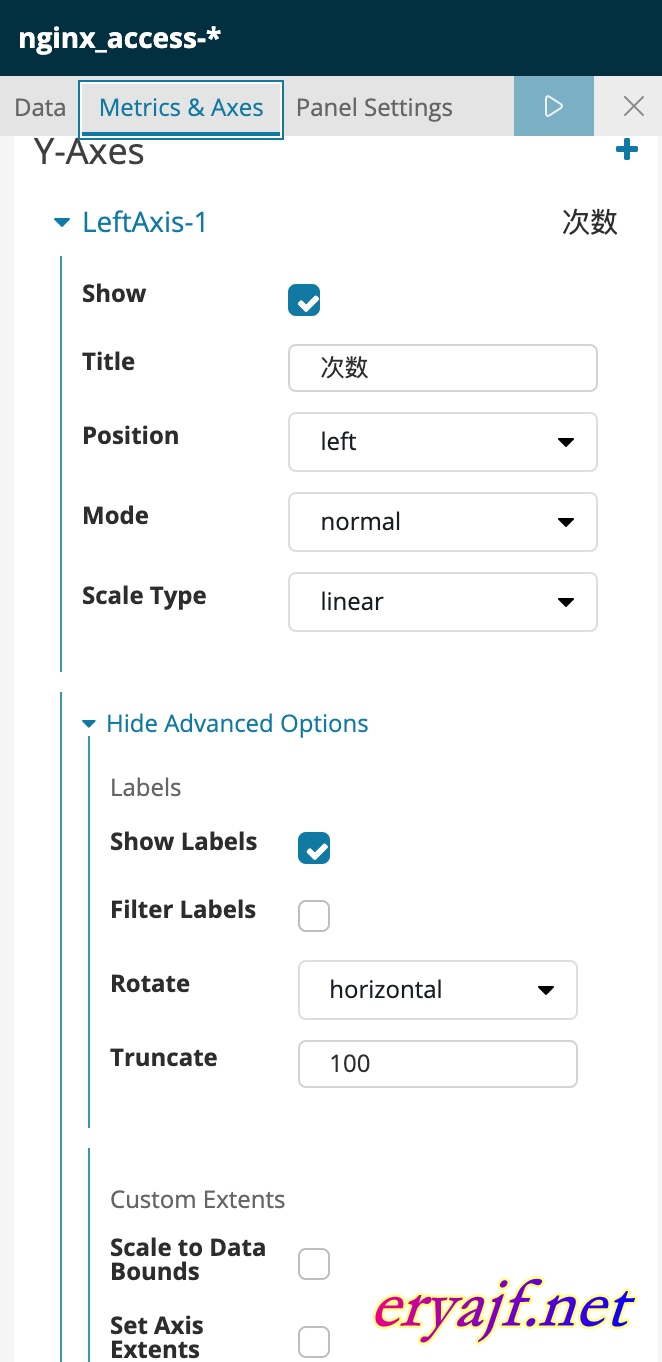 nginx_access-*
Data Metrics & Axes Panel Settings
Y-Axes
LeftAxis-1 次数
Show
Title 次数
Position left
Mode normal
Scale Type linear
Hide Advanced Options
Labels
Show Labels
Filter Labels
Rotate horizontal
Truncate 100
Custom Extents
Scale to Data
Bounds
Set Axis
Extents
eryajf.net